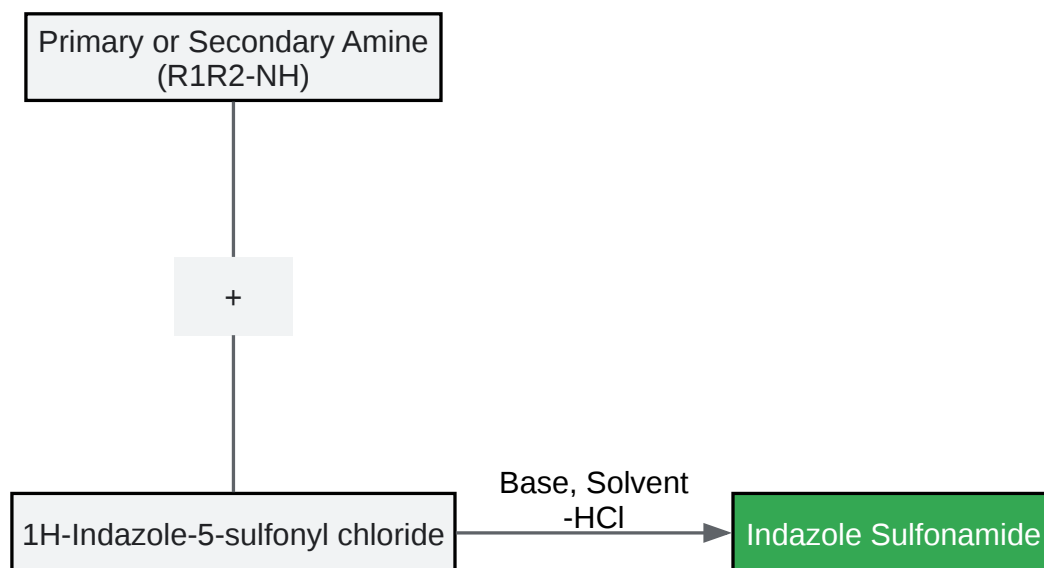 Primary or Secondary Amine
(R1R2-NH)
+
Base, Solvent
-HCl
1H-Indazole-5-sulfonyl chloride
Indazole Sulfonamide